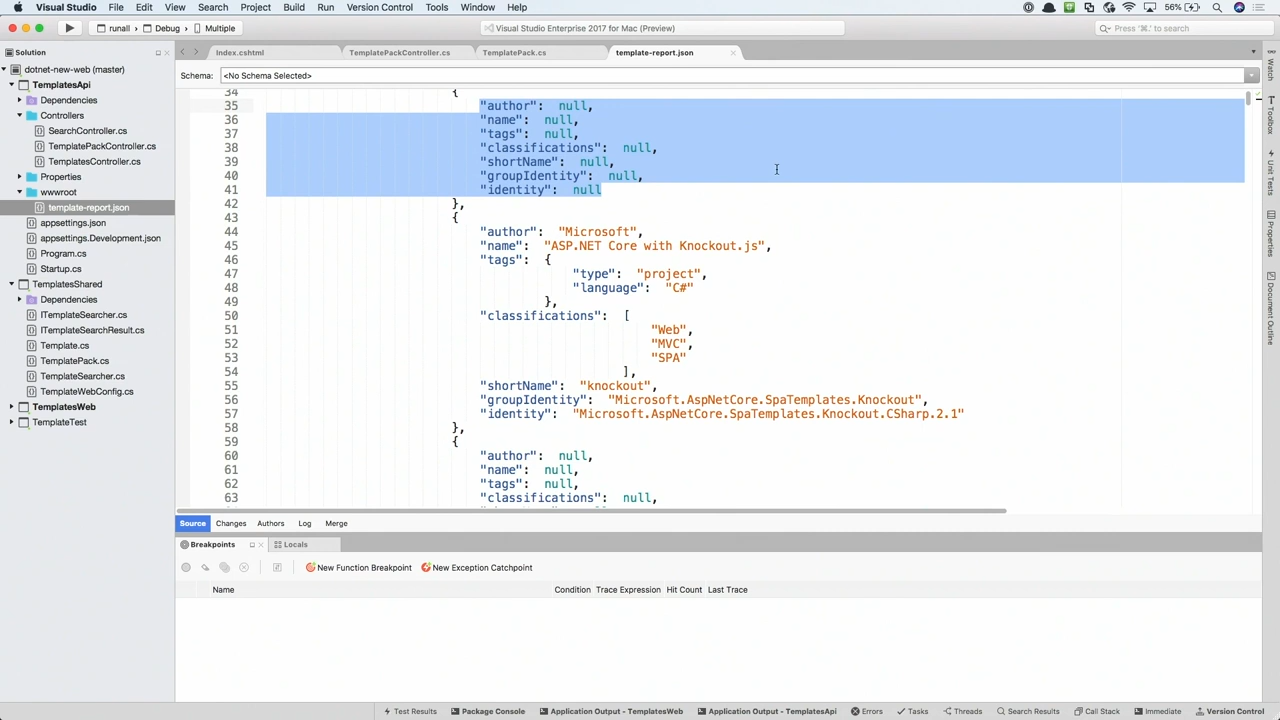 Visual Studio File Edit View Search Project Build Run Version Control Tools Window Help 56%
runall Debug Multiple Visual Studio Enterprise 2017 for Mac (Preview) Press '⌘.' to search
Solution
dotnet-new-web (master)
TemplatesApi
Dependencies
Controllers
SearchController.cs
TemplatePackController.cs
TemplatesController.cs
Properties
wwwroot
template-report.json
appsettings.json
appsettings.Development.json
Program.cs
Startup.cs
TemplatesShared
Dependencies
ITemplateSearcher.cs
ITemplateSearchResult.cs
Template.cs
TemplatePack.cs
TemplateSearcher.cs
TemplateWebConfig.cs
TemplatesWeb
TemplateTest
Index.cshtml TemplatePackController.cs TemplatePack.cs template-report.json
Schema: <No Schema Selected>
34 {
35 "author": null,
36 "name": null,
37 "tags": null,
38 "classifications": null,
39 "shortName": null,
40 "groupIdentity": null,
41 "identity": null
42 },
43 {
44 "author": "Microsoft",
45 "name": "ASP.NET Core with Knockout.js",
46 "tags": {
47 "type": "project",
48 "language": "C#"
49 },
50 "classifications": [
51 "Web",
52 "MVC",
53 "SPA"
54 ],
55 "shortName": "knockout",
56 "groupIdentity": "Microsoft.AspNetCore.SpaTemplates.Knockout",
57 "identity": "Microsoft.AspNetCore.SpaTemplates.Knockout.CSharp.2.1"
58 },
59 {
60 "author": null,
61 "name": null,
62 "tags": null,
63 "classifications": null,
Source Changes Authors Log Merge
Breakpoints Locals
New Function Breakpoint New Exception Catchpoint
Name Condition Trace Expression Hit Count Last Trace
Test Results Package Console Application Output - TemplatesWeb Application Output - TemplatesApi Errors Tasks Threads Search Results Call Stack Immediate Version Control
Watch
Toolbox
Unit Tests
Properties
Document Outline